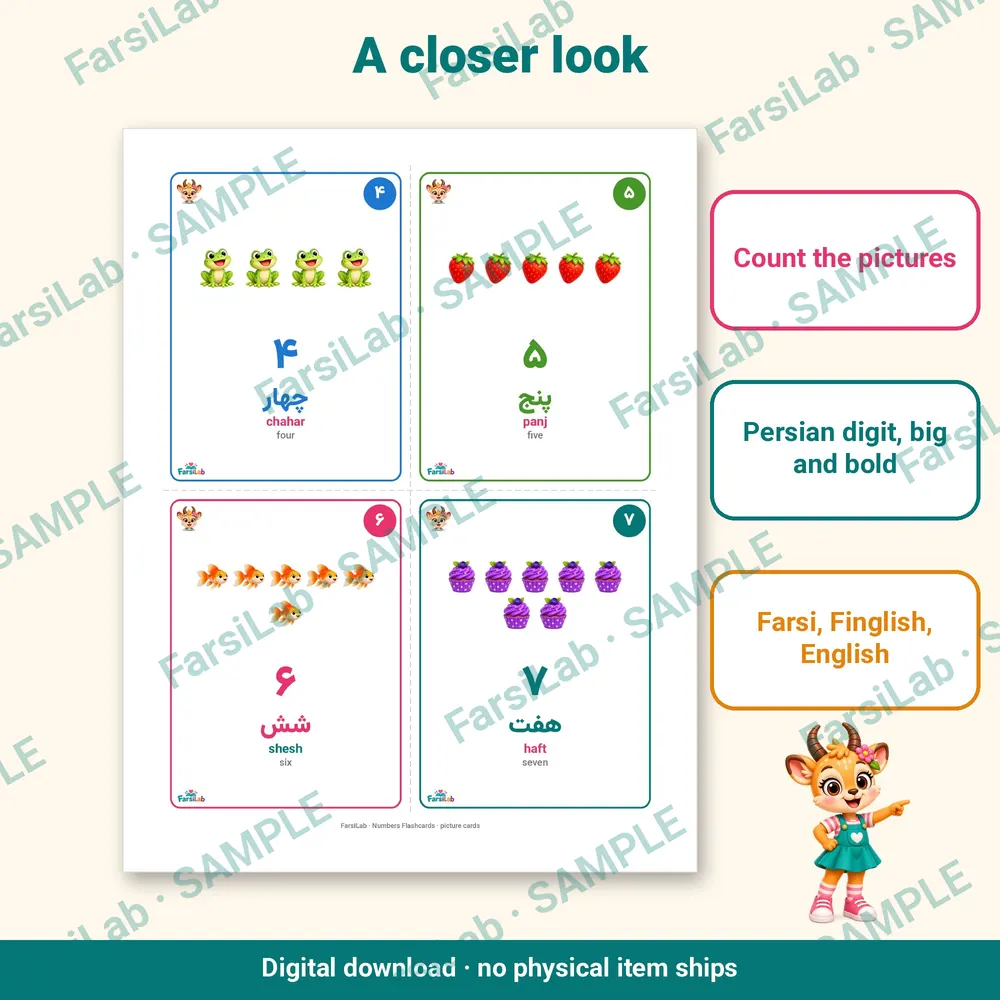 A closer look
۴
۴
چهار
chahar
four
FarsiLab
۵
۵
پنج
panj
five
FarsiLab
۶
۶
شش
shesh
six
FarsiLab
۷
۷
هفت
haft
seven
FarsiLab
FarsiLab · Numbers Flashcards · picture cards
Count the pictures
Persian digit, big
and bold
Farsi, Finglish,
English
Digital download · no physical item ships
FarsiLab · SAMPLE